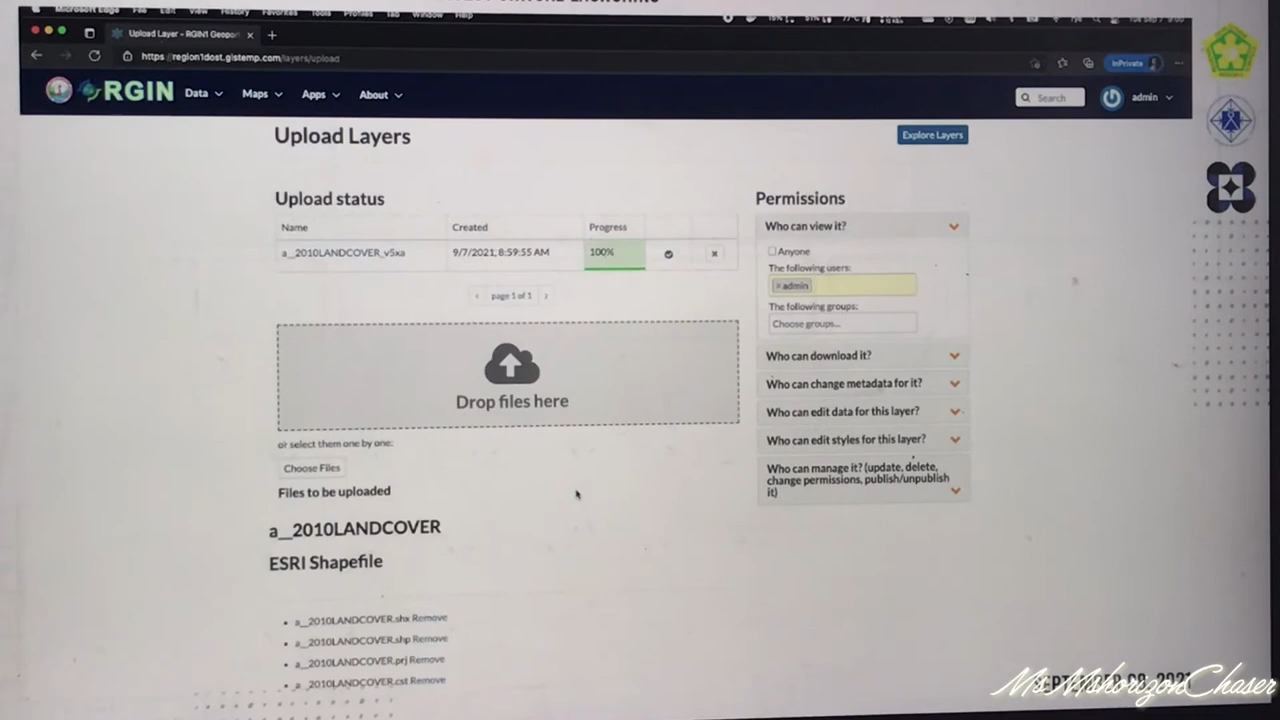 Upload Layer - RGIN1 Geoport
https://region1dost.gistemp.com/layers/upload
InPrivate
RGIN
Data
Maps
Apps
About
Search
admin
Upload Layers
Explore Layers
Upload status
Name
Created
Progress
a__2010LANDCOVER_v5xa
9/7/2021, 8:59:55 AM
100%
page 1 of 1
Drop files here
or select them one by one:
Choose Files
Files to be uploaded
a__2010LANDCOVER
ESRI Shapefile
a__2010LANDCOVER.shx Remove
a__2010LANDCOVER.shp Remove
a__2010LANDCOVER.prj Remove
a__2010LANDCOVER.cst Remove
Permissions
Who can view it?
Anyone
The following users:
admin
The following groups:
Choose groups...
Who can download it?
Who can change metadata for it?
Who can edit data for this layer?
Who can edit styles for this layer?
Who can manage it? (update, delete,
change permissions, publish/unpublish
it)
MsMshorizonChaser